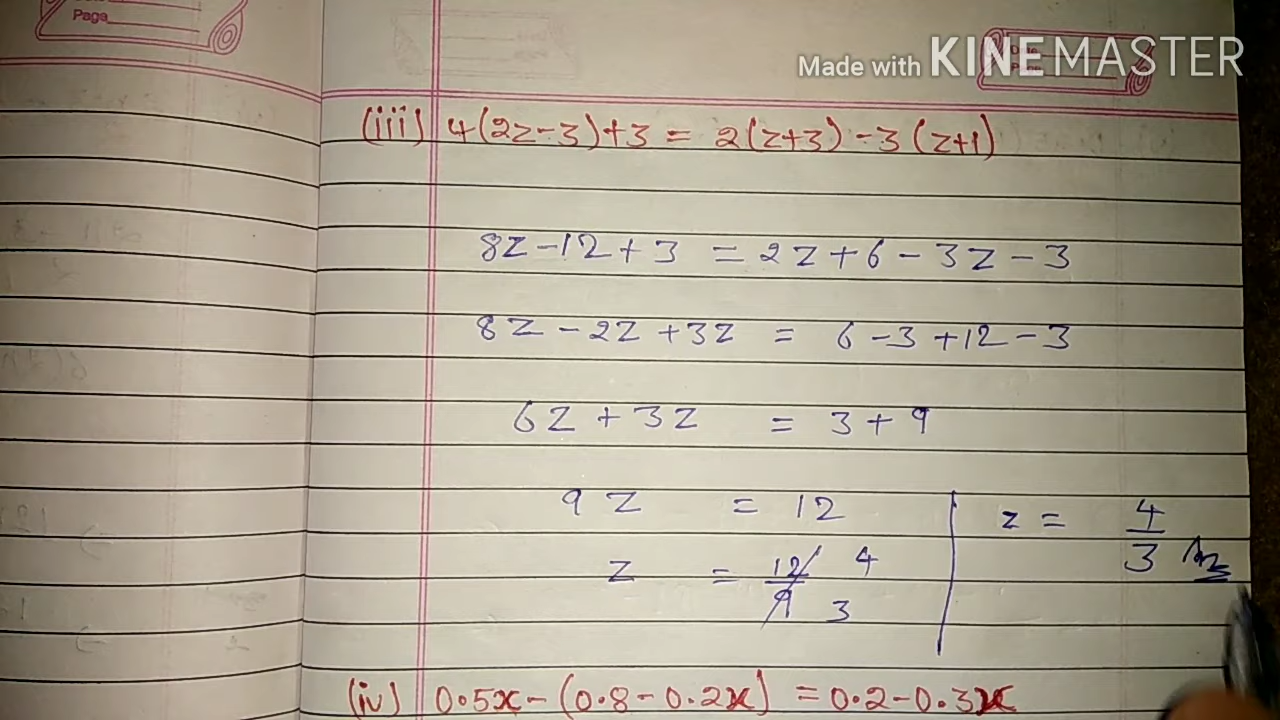 Page
Made with KINEMASTER
(iii) 4(2z-3)+3 = 2(z+3) -3(z+1)
8z-12+3 = 2z+6-3z-3
8z-2z+3z = 6-3+12-3
6z+3z = 3+9
9z = 12
z = 12/9 4 3
z = 4/3 Ans
(iv) 0.5x-(0.8-0.2x) = 0.2-0.3x